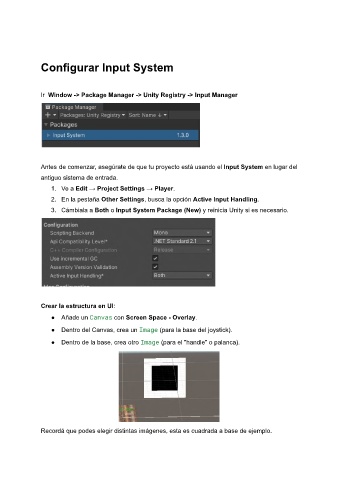 Configurar Input System
Ir Window -> Package Manager -> Unity Registry -> Input Manager
Package Manager
Packages: Unity Registry Sort: Name ↓
Packages
Input System 1.3.0
Antes de comenzar, asegúrate de que tu proyecto está usando el Input System en lugar del
antiguo sistema de entrada.
1. Ve a Edit → Project Settings → Player.
2. En la pestaña Other Settings, busca la opción Active Input Handling.
3. Cámbiala a Both o Input System Package (New) y reinicia Unity si es necesario.
Configuration
Scripting Backend Mono
Api Compatibility Level* .NET Standard 2.1
C++ Compiler Configuration Release
Use incremental GC
Assembly Version Validation
Active Input Handling* Both
Crear la estructura en UI:
● Añade un Canvas con Screen Space - Overlay.
● Dentro del Canvas, crea un Image (para la base del joystick).
● Dentro de la base, crea otro Image (para el "handle" o palanca).
Recordá que podes elegir distintas imágenes, esta es cuadrada a base de ejemplo.